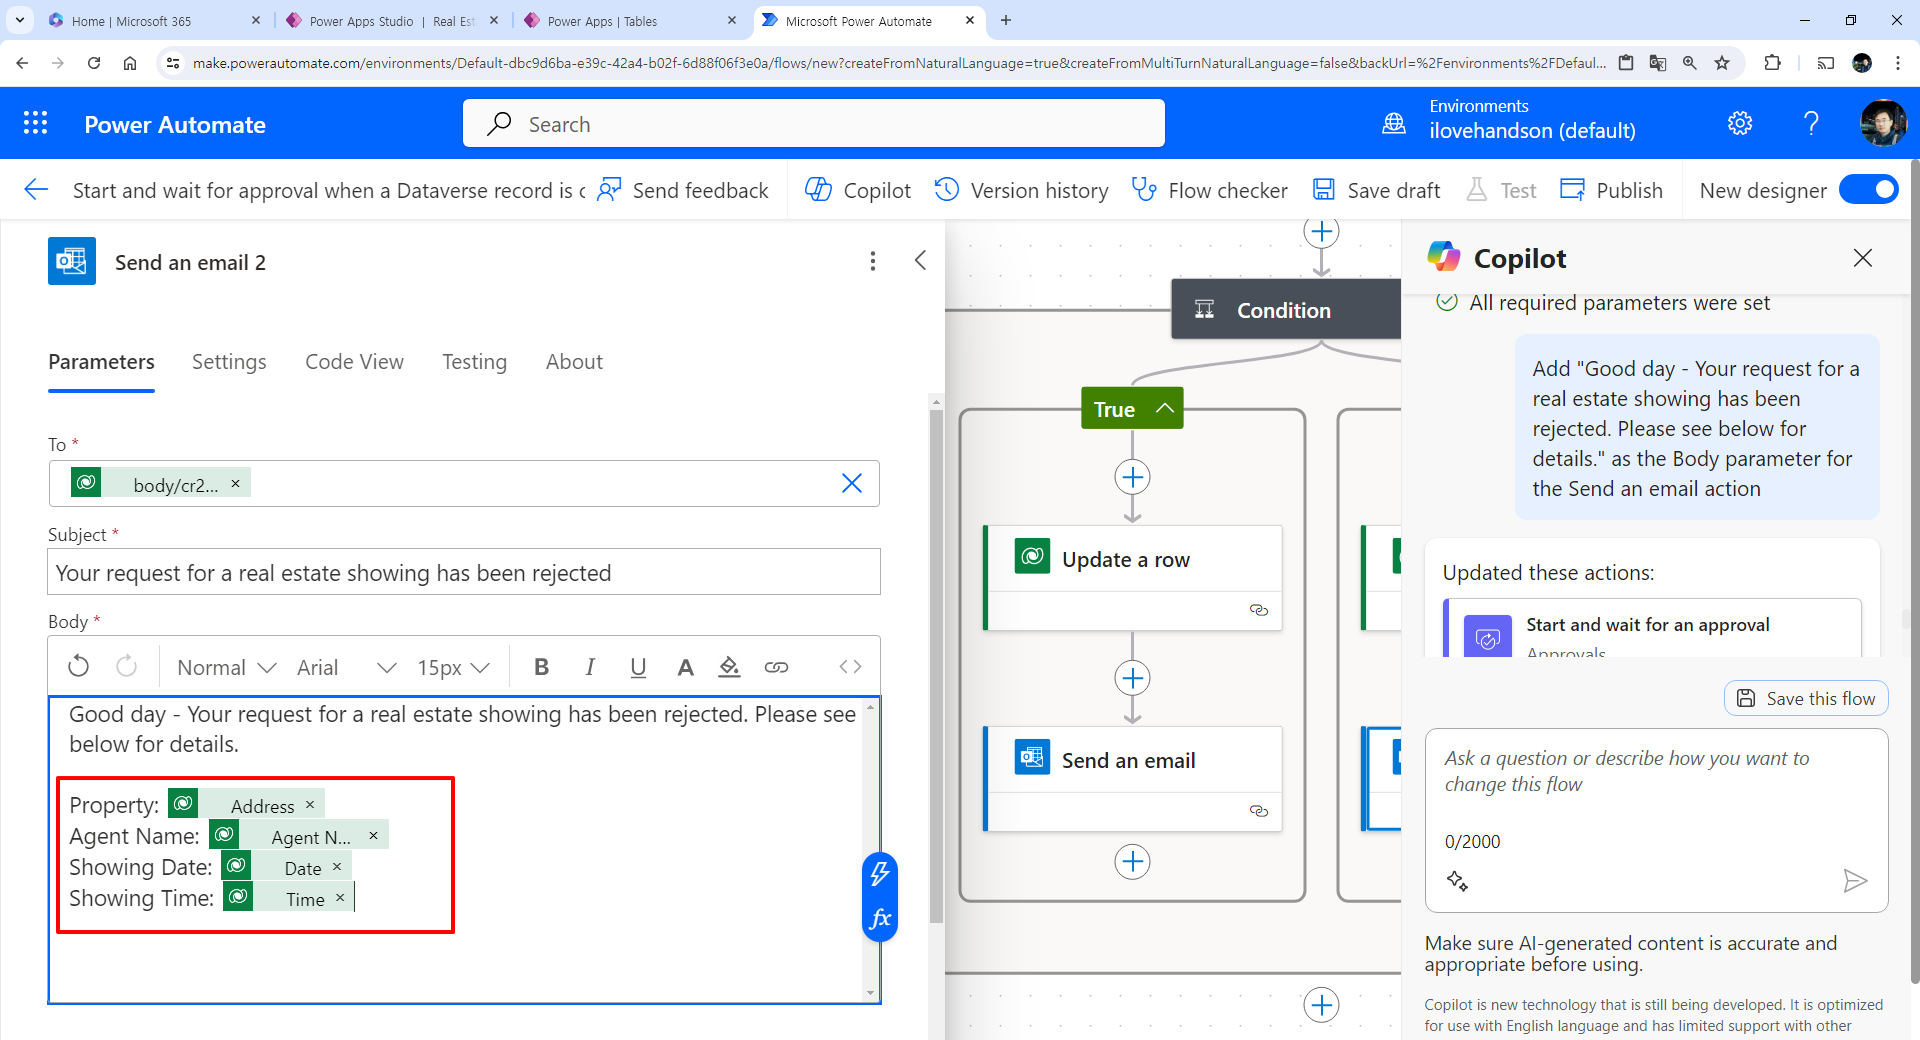 Home | Microsoft 365
Power Apps Studio | Real Est
Power Apps | Tables
Microsoft Power Automate
make.powerautomate.com/environments/Default-dbc9d6ba-e39c-42a4-b02f-6d88f06f3e0a/flows/new?createFromNaturalLanguage=true&createFromMultiTurnNaturalLanguage=false&backUrl=%2Fenvironments%2FDefaul...
Power Automate
Search
Environments
ilovehandson (default)
Start and wait for approval when a Dataverse record is c
Send feedback
Copilot
Version history
Flow checker
Save draft
Test
Publish
New designer
Send an email 2
Parameters
Settings
Code View
Testing
About
To *
body/cr2... ×
Subject *
Your request for a real estate showing has been rejected
Body *
Normal
Arial
15px
B I U A
Good day - Your request for a real estate showing has been rejected. Please see
below for details.
Property: Address ×
Agent Name: Agent N... ×
Showing Date: Date ×
Showing Time: Time ×
fx
Condition
True
Update a row
Send an email
Copilot
All required parameters were set
Add "Good day - Your request for a
real estate showing has been
rejected. Please see below for
details." as the Body parameter for
the Send an email action
Updated these actions:
Start and wait for an approval
Approvals
Save this flow
Ask a question or describe how you want to
change this flow
0/2000
Make sure AI-generated content is accurate and
appropriate before using.
Copilot is new technology that is still being developed. It is optimized
for use with English language and has limited support with other